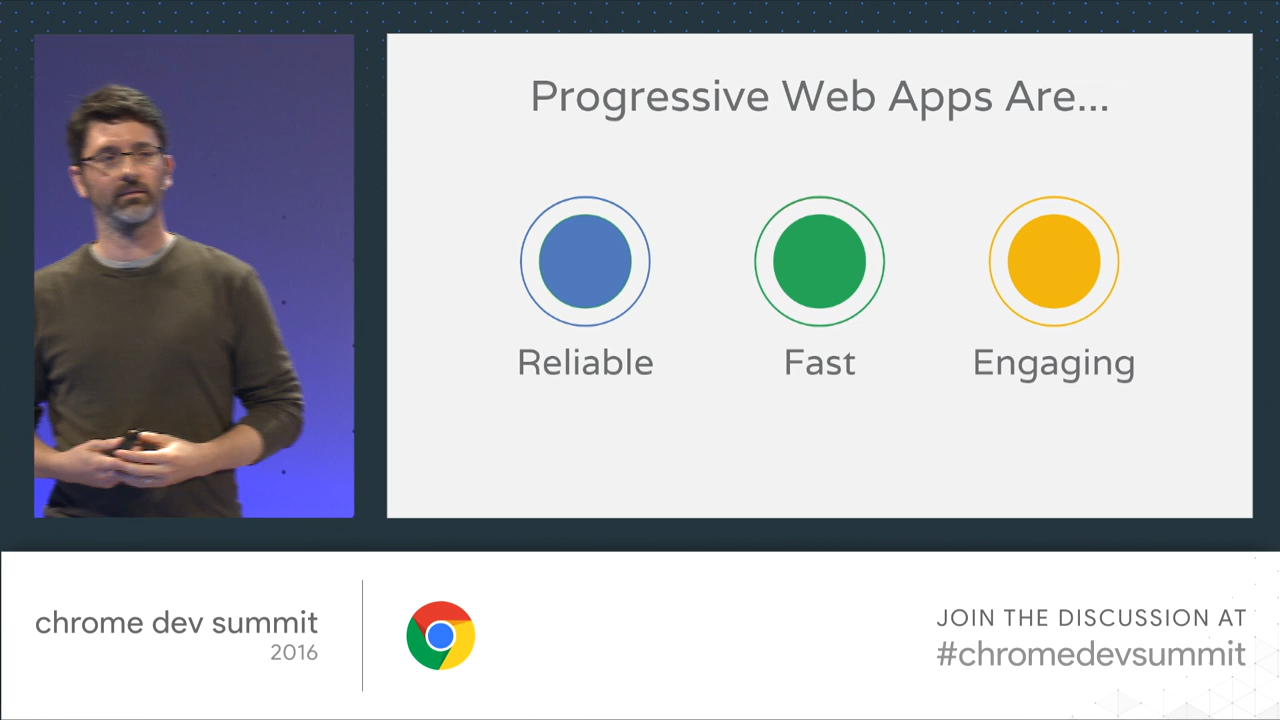 Progressive Web Apps Are...
Reliable
Fast
Engaging
chrome dev summit
2016
JOIN THE DISCUSSION AT
#chromedevsummit